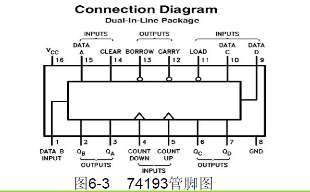 Connection Diagram
Dual-In-Line Package
INPUTS OUTPUTS INPUTS
VCC DATA A CLEAR BORROW CARRY LOAD DATA C DATA D
16 15 14 13 12 11 10 9
1 2 3 4 5 6 7 8
DATA B INPUT QB QA COUNT DOWN COUNT UP QC QD GND
OUTPUTS INPUTS OUTPUTS
图6-3 74193管脚图